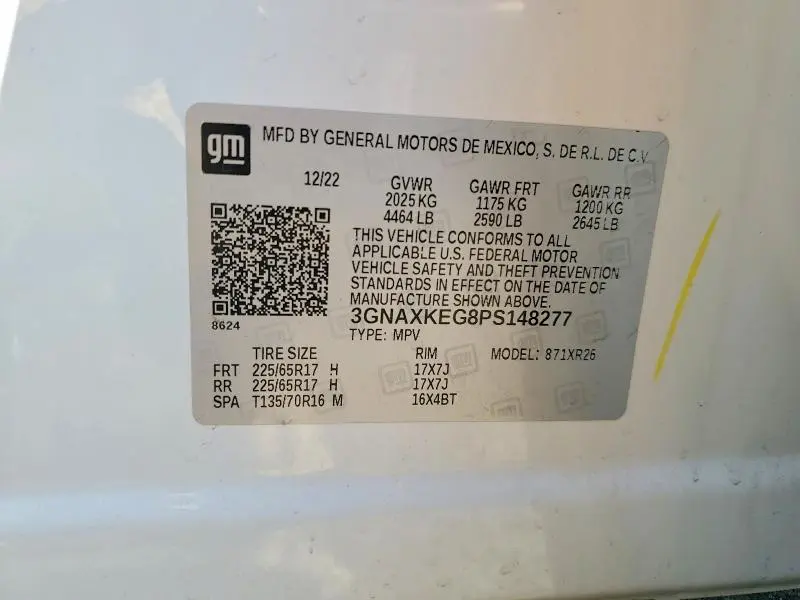 gm MFD BY GENERAL MOTORS DE MEXICO, S. DE R.L. DE C.V.
12/22 GVWR GAWR FRT GAWR RR
2025 KG 1175 KG 1200 KG
4464 LB 2590 LB 2645 LB
THIS VEHICLE CONFORMS TO ALL
APPLICABLE U.S. FEDERAL MOTOR
VEHICLE SAFETY AND THEFT PREVENTION
STANDARDS IN EFFECT ON THE DATE OF
MANUFACTURE SHOWN ABOVE.
8624 3GNAXKEG8PS148277
TYPE: MPV
TIRE SIZE RIM MODEL: 871XR26
FRT 225/65R17 H 17X7J
RR 225/65R17 H 17X7J
SPA T135/70R16 M 16X4BT